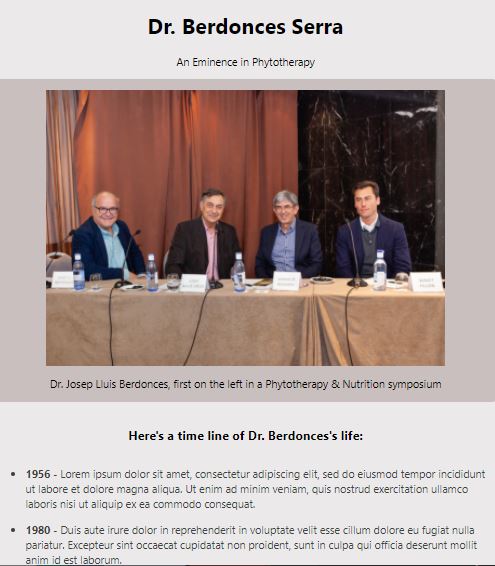 Dr. Berdonces Serra
An Eminence in Phytotherapy
Dr. Josep Lluis Berdonces, first on the left in a Phytotherapy & Nutrition symposium
Here's a time line of Dr. Berdonces's life:
1956 - Lorem ipsum dolor sit amet, consectetur adipiscing elit, sed do eiusmod tempor incididunt
ut labore et dolore magna aliqua. Ut enim ad minim veniam, quis nostrud exercitation ullamco
laboris nisi ut aliquip ex ea commodo consequat.
1980 - Duis aute irure dolor in reprehenderit in voluptate velit esse cillum dolore eu fugiat nulla
pariatur. Excepteur sint occaecat cupidatat non proident, sunt in culpa qui officia deserunt mollit
anim id est laborum.